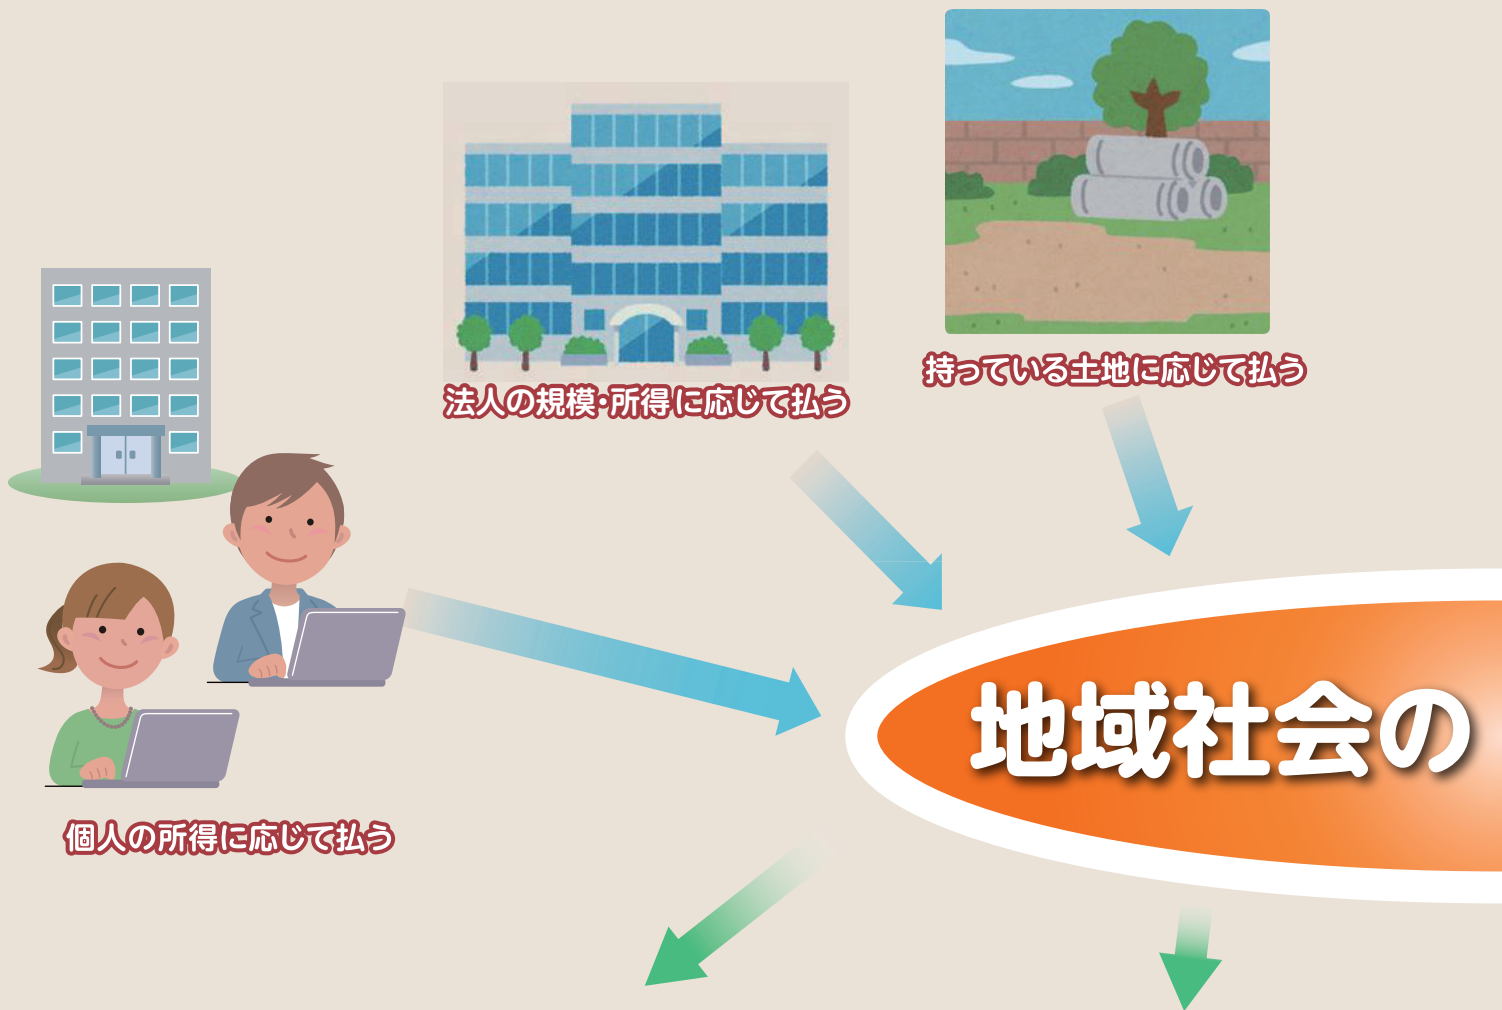 持っている土地に応じて払う
法人の規模・所得に応じて払う
地域社会の
個人の所得に応じて払う